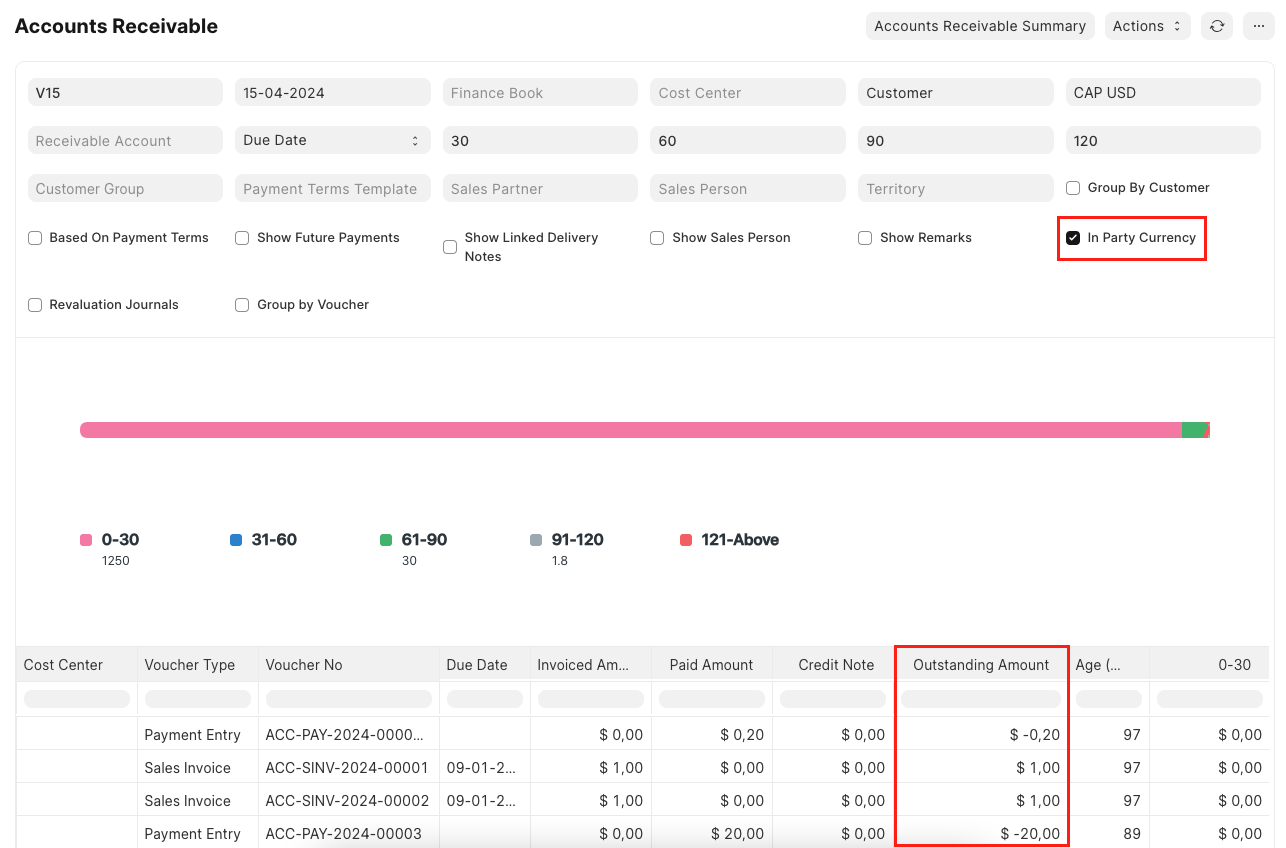 Accounts Receivable
Accounts Receivable Summary
Actions
...
V15
15-04-2024
Finance Book
Cost Center
Customer
CAP USD
Receivable Account
Due Date
30
60
90
120
Customer Group
Payment Terms Template
Sales Partner
Sales Person
Territory
Group By Customer
Based On Payment Terms
Show Future Payments
Show Linked Delivery
Notes
Show Sales Person
Show Remarks
In Party Currency
Revaluation Journals
Group by Voucher
0-30
1250
31-60
61-90
30
91-120
1.8
121-Above
Cost Center Voucher Type Voucher No Due Date Invoiced Am... Paid Amount Credit Note Outstanding Amount Age (... 0-30
Payment Entry ACC-PAY-2024-0000... $ 0,00 $ 0,20 $ 0,00 $ -0,20 97 $ 0,00
Sales Invoice ACC-SINV-2024-00001 09-01-2... $ 1,00 $ 0,00 $ 0,00 $ 1,00 97 $ 0,00
Sales Invoice ACC-SINV-2024-00002 09-01-2... $ 1,00 $ 0,00 $ 0,00 $ 1,00 97 $ 0,00
Payment Entry ACC-PAY-2024-00003 $ 0,00 $ 20,00 $ 0,00 $ -20,00 89 $ 0,00